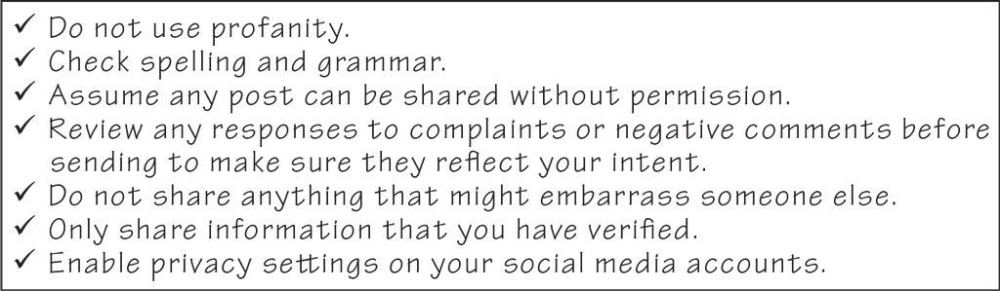 ✓ Do not use profanity.
✓ Check spelling and grammar.
✓ Assume any post can be shared without permission.
✓ Review any responses to complaints or negative comments before
sending to make sure they reflect your intent.
✓ Do not share anything that might embarrass someone else.
✓ Only share information that you have verified.
✓ Enable privacy settings on your social media accounts.